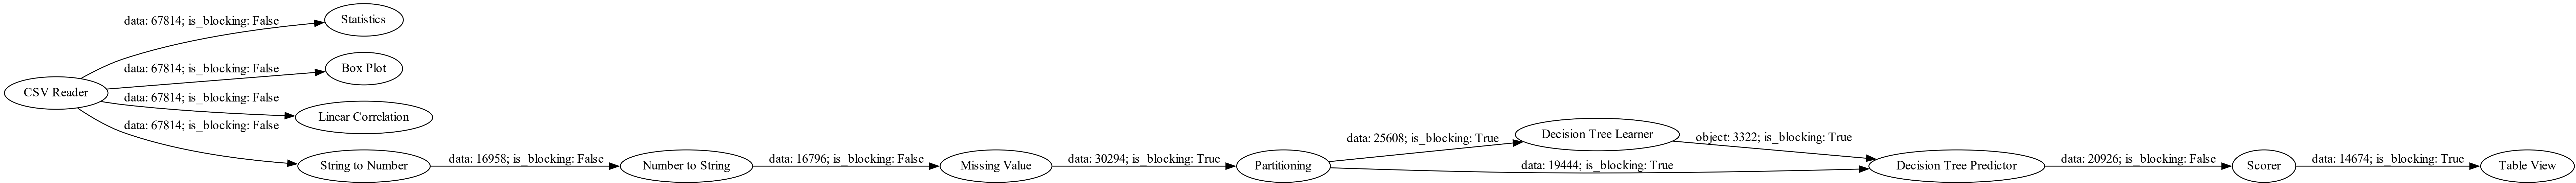 data: 67814; is_blocking: False
Statistics
data: 67814; is_blocking: False
Box Plot
CSV Reader
data: 67814; is_blocking: False
Linear Correlation
data: 67814; is_blocking: False
String to Number
data: 16958; is_blocking: False
Number to String
data: 16796; is_blocking: False
Missing Value
data: 30294; is_blocking: True
Partitioning
data: 25608; is_blocking: True
Decision Tree Learner
object: 3322; is_blocking: True
data: 19444; is_blocking: True
Decision Tree Predictor
data: 20926; is_blocking: False
Scorer
data: 14674; is_blocking: True
Table View